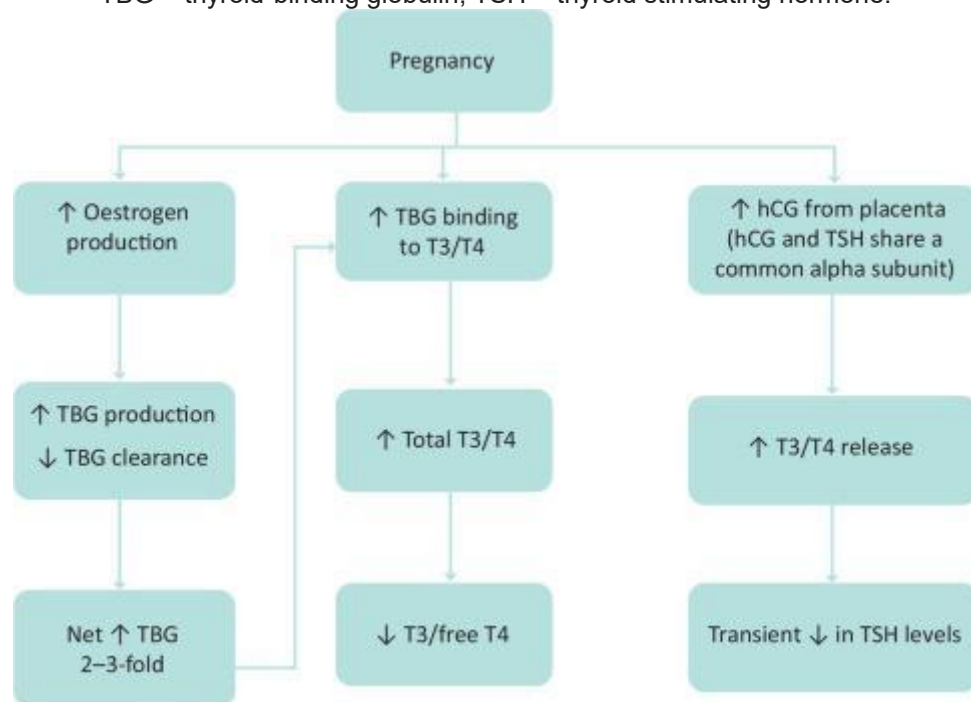 TBG = thyroid-binding globulin; TSH = thyroid stimulating hormone.
Pregnancy
↑ Oestrogen
production
↑ TBG binding
to T3/T4
↑ hCG from placenta
(hCG and TSH share a
common alpha subunit)
↑ TBG production
↓ TBG clearance
↑ Total T3/T4
↑ T3/T4 release
Net ↑ TBG
2–3-fold
↓ T3/free T4
Transient ↓ in TSH levels